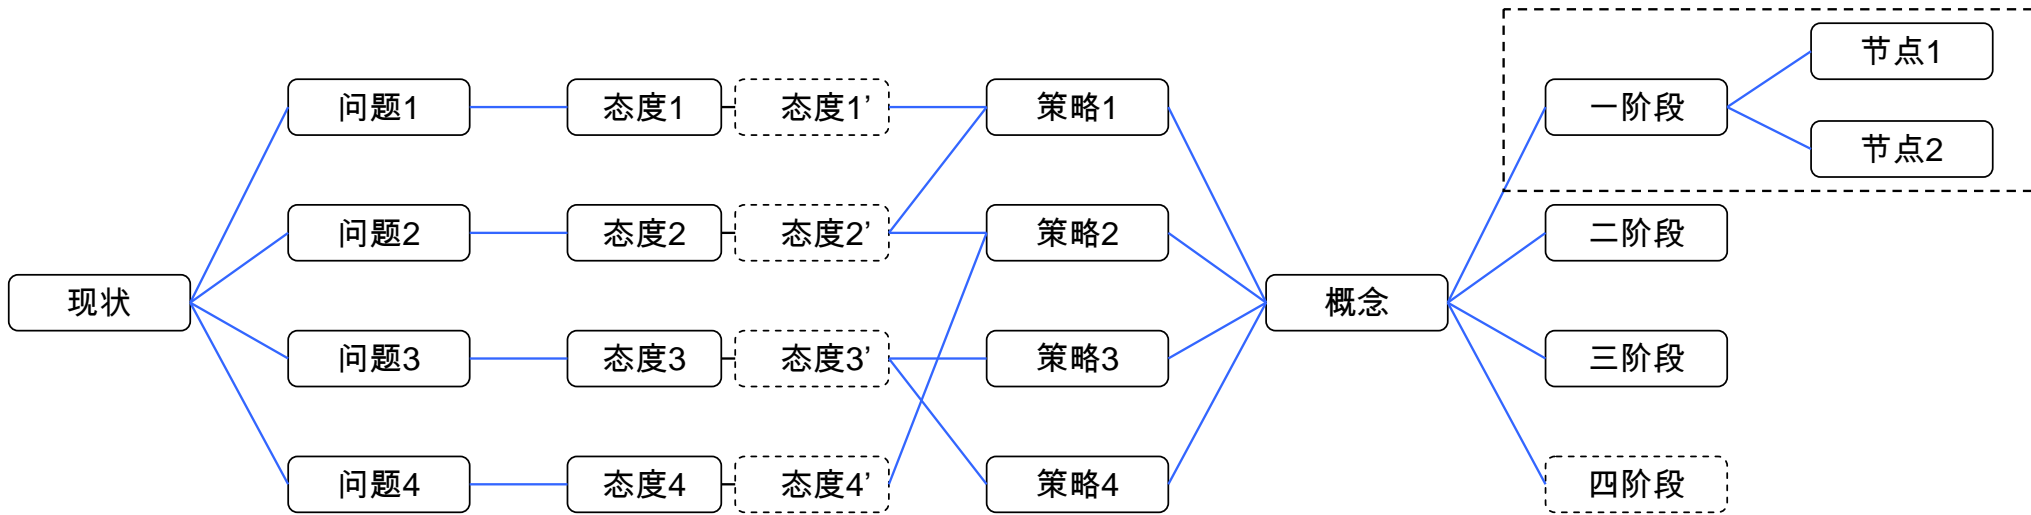 现状
问题1
问题2
问题3
问题4
态度1
态度2
态度3
态度4
态度1’
态度2’
态度3’
态度4’
策略1
策略2
策略3
策略4
概念
一阶段
二阶段
三阶段
四阶段
节点1
节点2